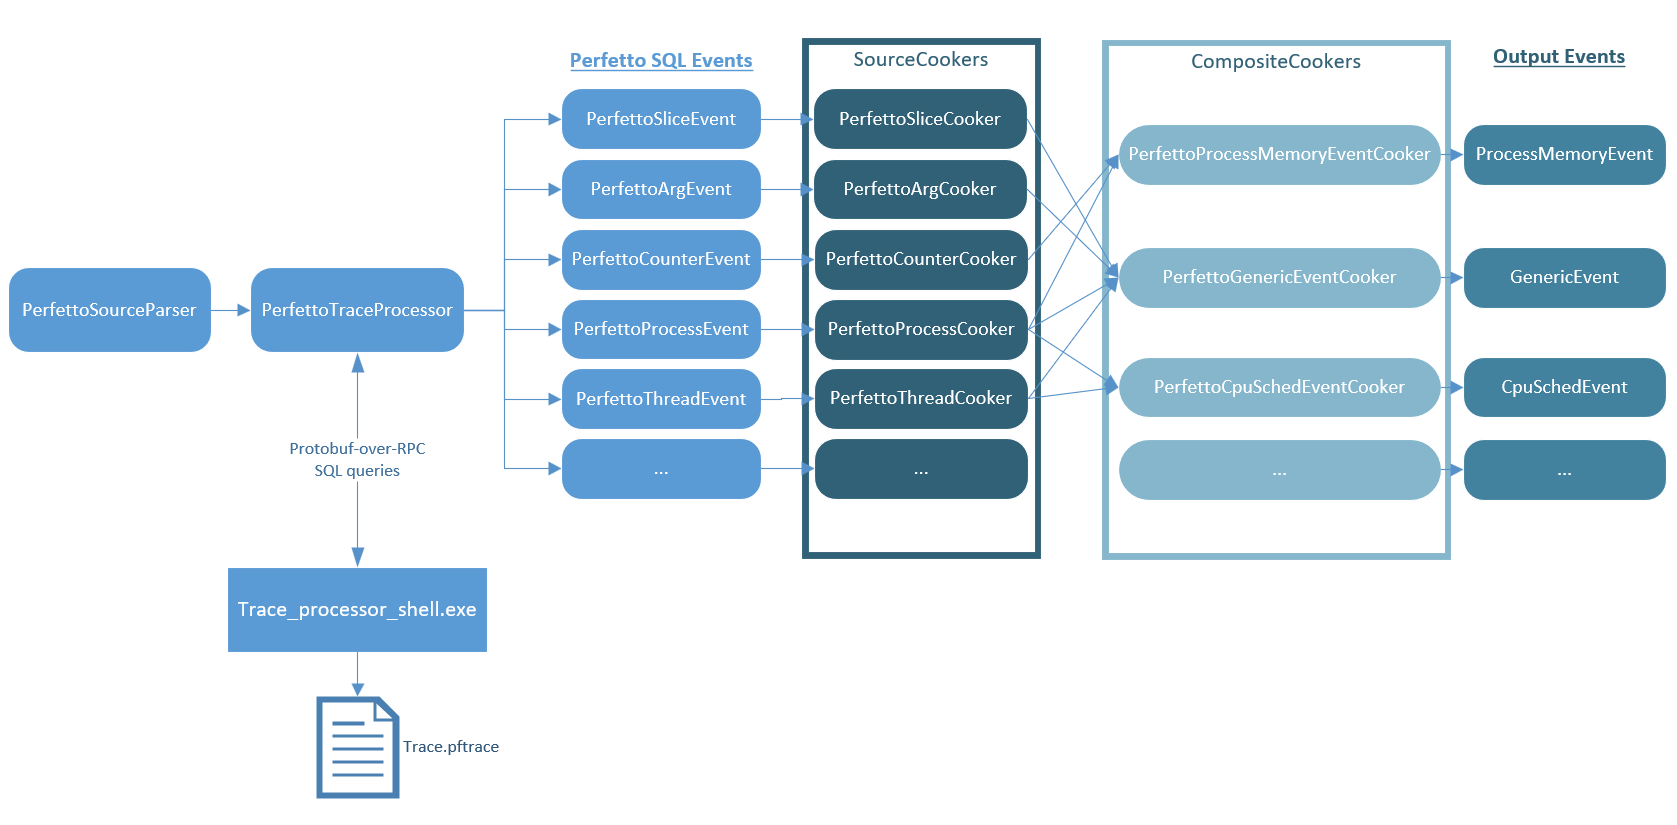 PerfettoSourceParser
PerfettoTraceProcessor
Protobuf-over-RPC
SQL queries
Trace_processor_shell.exe
Trace.pftrace
Perfetto SQL Events
PerfettoSliceEvent
PerfettoArgEvent
PerfettoCounterEvent
PerfettoProcessEvent
PerfettoThreadEvent
...
SourceCookers
PerfettoSliceCooker
PerfettoArgCooker
PerfettoCounterCooker
PerfettoProcessCooker
PerfettoThreadCooker
...
CompositeCookers
PerfettoProcessMemoryEventCooker
PerfettoGenericEventCooker
PerfettoCpuSchedEventCooker
...
Output Events
ProcessMemoryEvent
GenericEvent
CpuSchedEvent
...